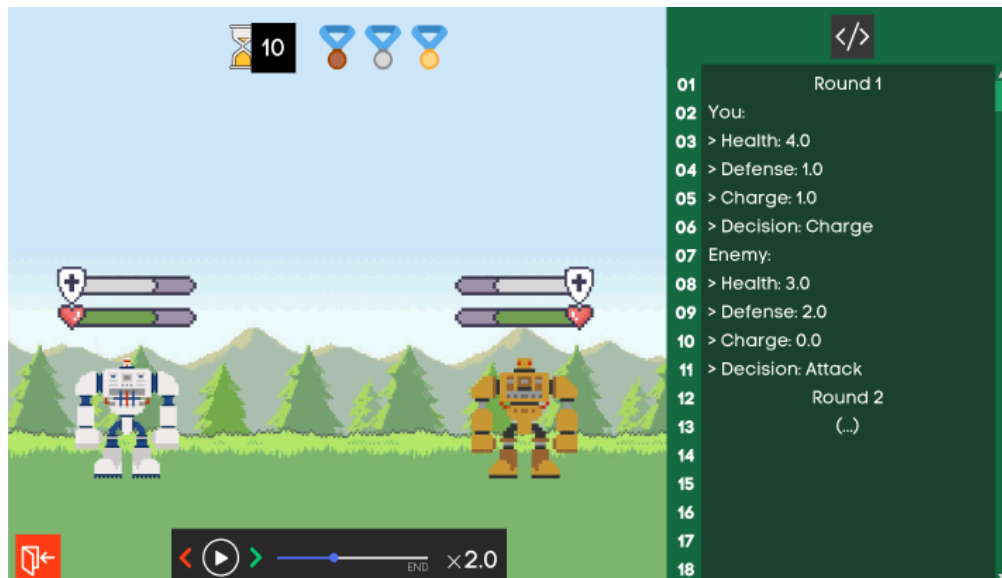 10
</>
01 Round 1
02 You:
03 > Health: 4.0
04 > Defense: 1.0
05 > Charge: 1.0
06 > Decision: Charge
07 Enemy:
08 > Health: 3.0
09 > Defense: 2.0
10 > Charge: 0.0
11 > Decision: Attack
12 Round 2
13 (...)
14
15
16
17
18
END
×2.0